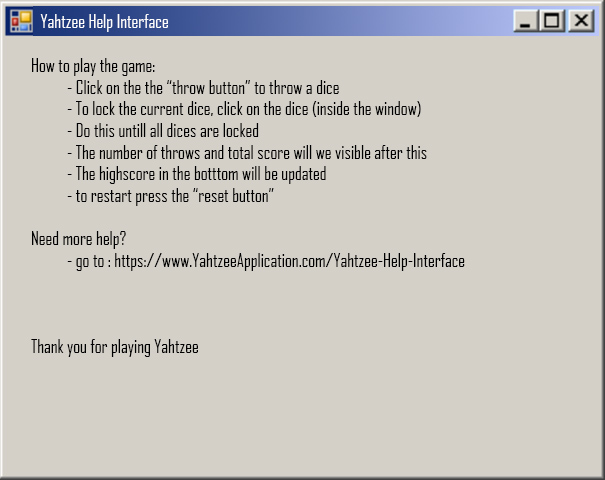 Yahtzee Help Interface
How to play the game:
- Click on the the “throw button” to throw a dice
- To lock the current dice, click on the dice (inside the window)
- Do this untill all dices are locked
- The number of throws and total score will we visible after this
- The highscore in the botttom will be updated
- to restart press the “reset button”
Need more help?
- go to : https://www.YahtzeeApplication.com/Yahtzee-Help-Interface
Thank you for playing Yahtzee